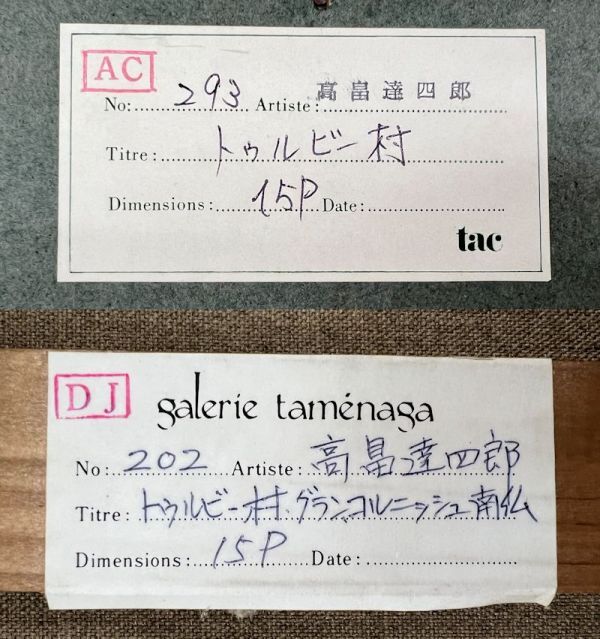 AC
No: 293 Artiste: 高畠達四郎
Titre: トゥルビー村
Dimensions: 15P Date:
tac
DJ galerie taménaga
No: 202 Artiste: 高畠達四郎
Titre: トゥルビー村、グランコルニッシュ南仏
Dimensions: 15P Date: